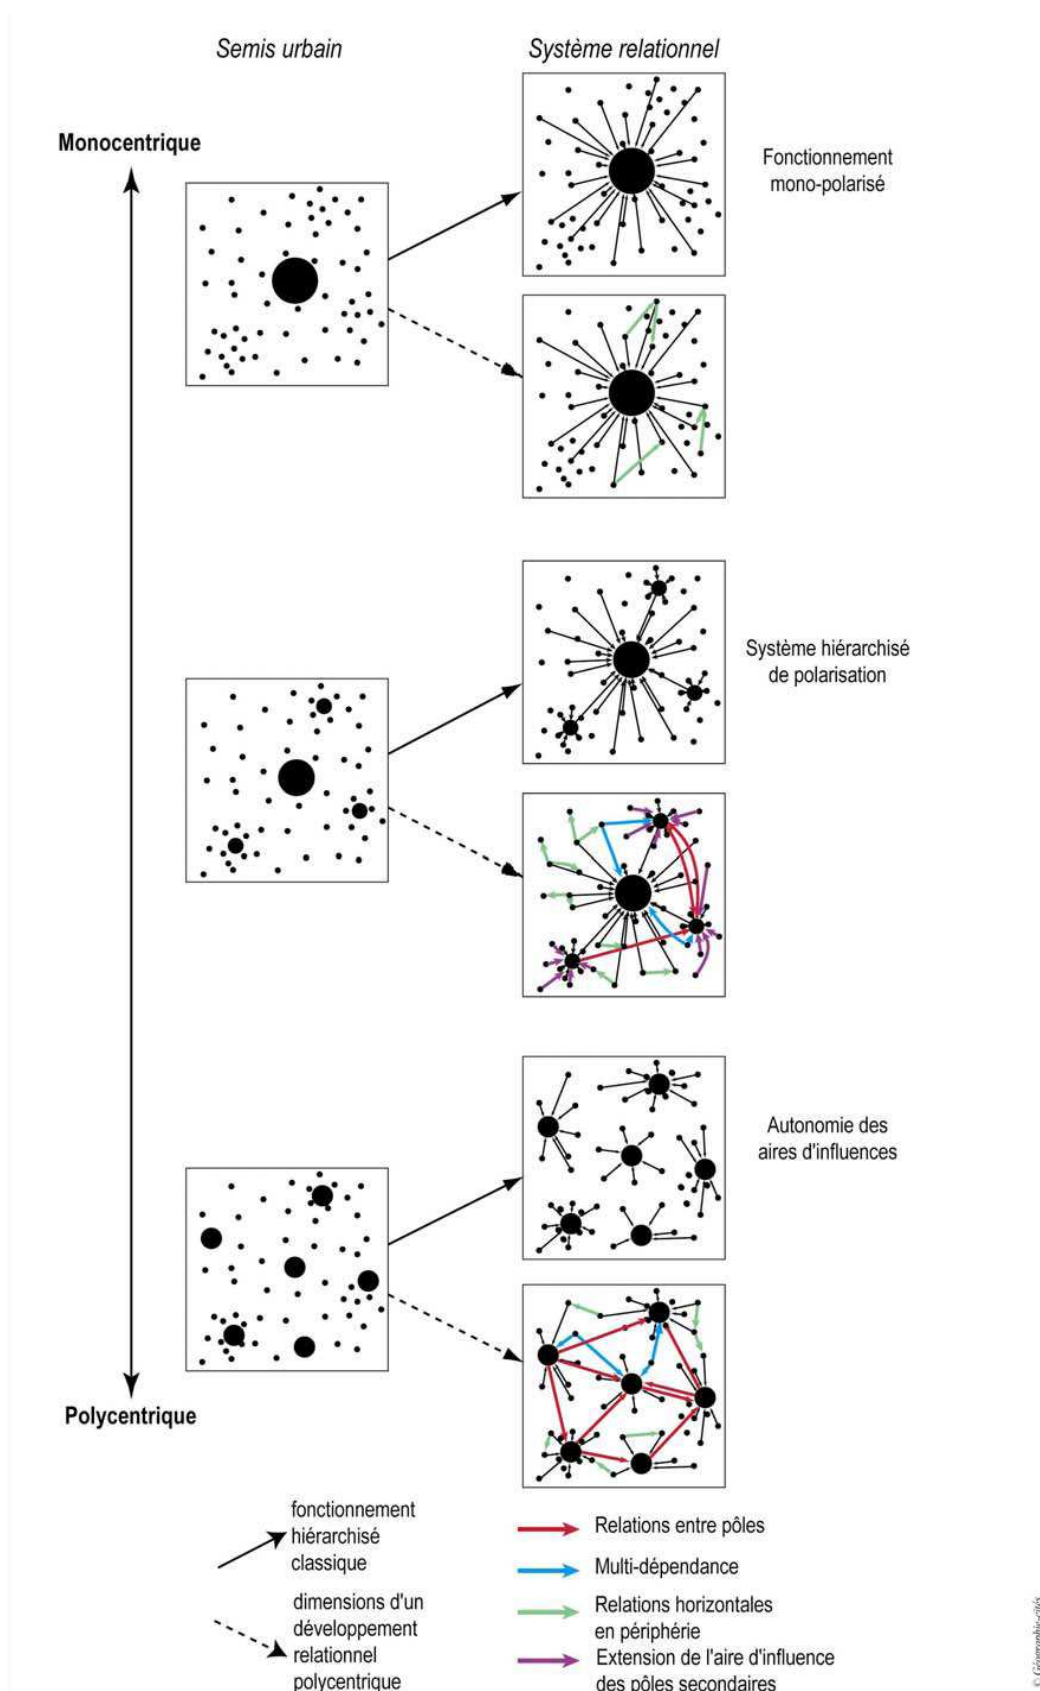 Semis urbain
Système relationnel
Monocentrique
Fonctionnement
mono-polarisé
Système hiérarchisé
de polarisation
Autonomie des
aires d'influences
Polycentrique
fonctionnement
hiérarchisé
classique
dimensions d'un
développement
relationnel
polycentrique
Relations entre pôles
Multi-dépendance
Relations horizontales
en périphérie
Extension de l'aire d'influence
des pôles secondaires
© Géographie-cités